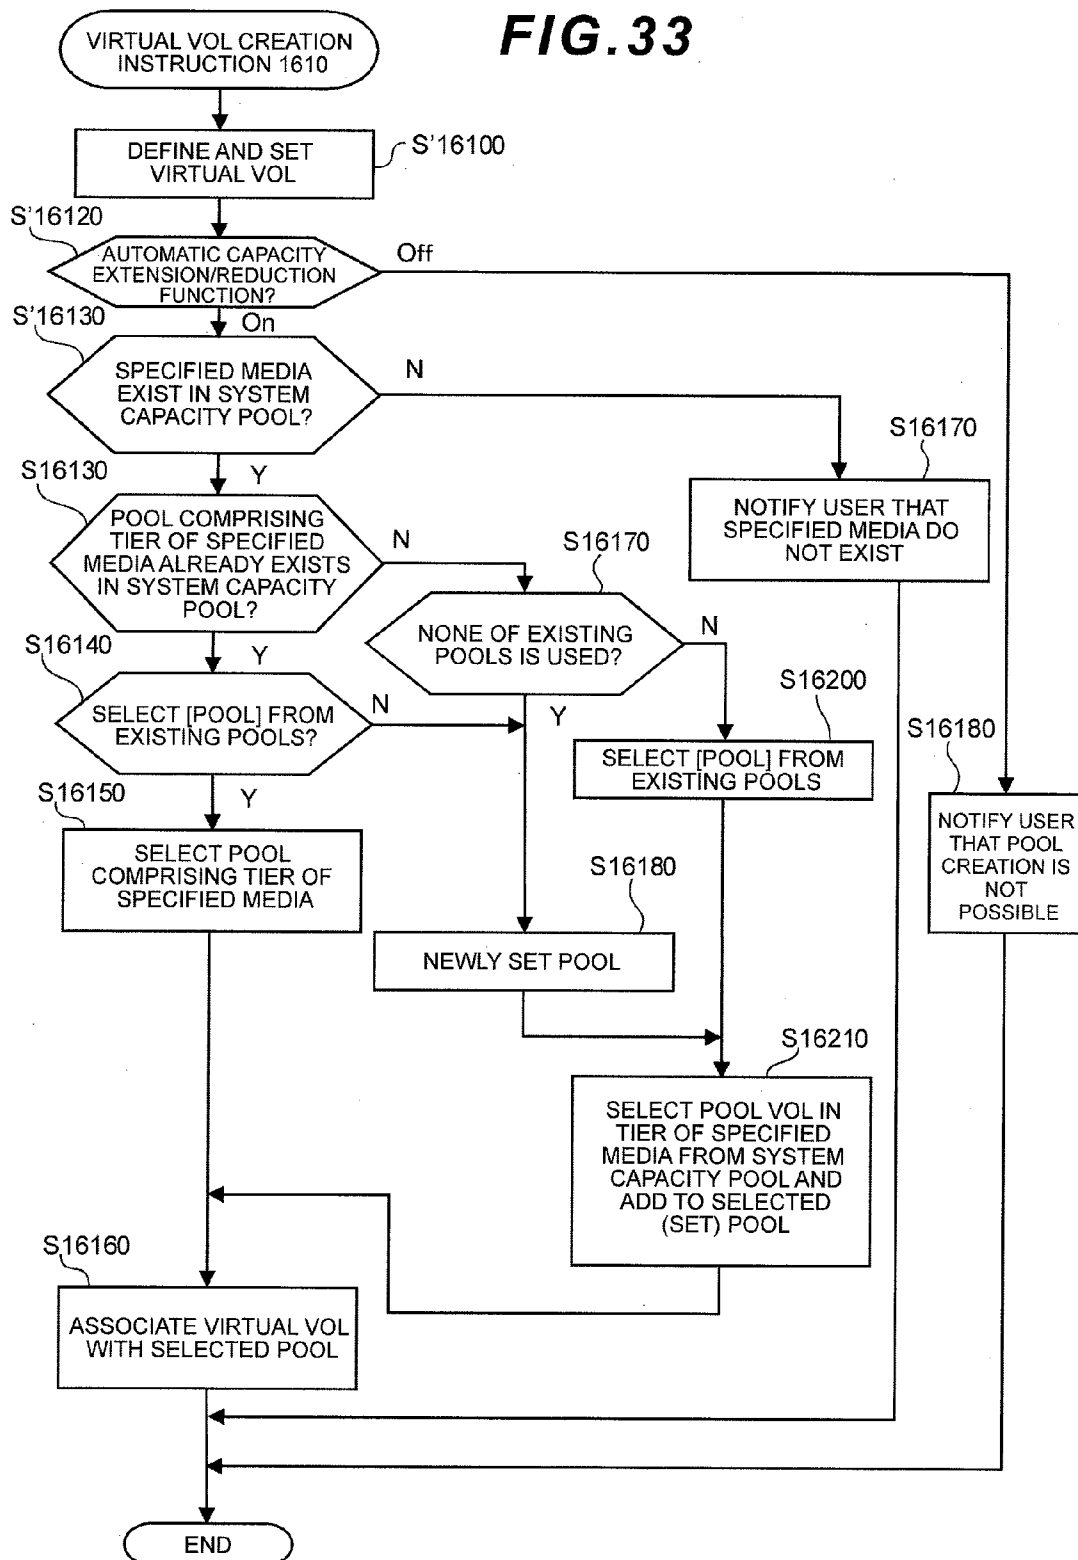 FIG.33
VIRTUAL VOL CREATION
INSTRUCTION 1610
DEFINE AND SET
VIRTUAL VOL
S'16100
S'16120
AUTOMATIC CAPACITY
EXTENSION/REDUCTION
FUNCTION?
Off
On
S'16130
SPECIFIED MEDIA
EXIST IN SYSTEM
CAPACITY POOL?
N
Y
S16170
NOTIFY USER THAT
SPECIFIED MEDIA DO
NOT EXIST
S16130
POOL COMPRISING
TIER OF SPECIFIED
MEDIA ALREADY EXISTS
IN SYSTEM CAPACITY
POOL?
N
Y
S16170
NONE OF EXISTING
POOLS IS USED?
N
Y
S16140
SELECT [POOL] FROM
EXISTING POOLS?
N
Y
S16200
SELECT [POOL] FROM
EXISTING POOLS
S16180
NOTIFY USER
THAT POOL
CREATION IS
NOT
POSSIBLE
S16150
SELECT POOL
COMPRISING TIER OF
SPECIFIED MEDIA
S16180
NEWLY SET POOL
S16210
SELECT POOL VOL IN
TIER OF SPECIFIED
MEDIA FROM SYSTEM
CAPACITY POOL AND
ADD TO SELECTED
(SET) POOL
S16160
ASSOCIATE VIRTUAL VOL
WITH SELECTED POOL
END